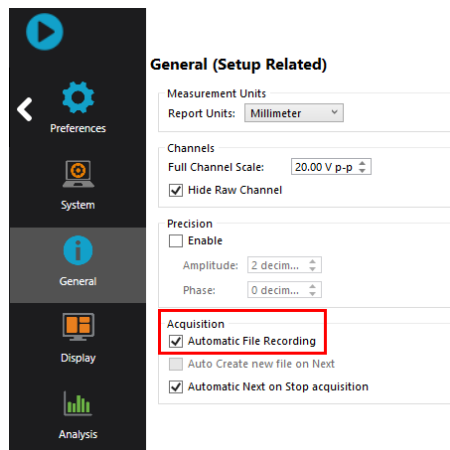 General (Setup Related)
Measurement Units
Report Units: Millimeter
Preferences
Channels
Full Channel Scale: 20.00 V p-p
Hide Raw Channel
System
Precision
Enable
Amplitude: 2 decim...
General
Phase: 0 decim...
Acquisition
Automatic File Recording
Display
Auto Create new file on Next
Automatic Next on Stop acquisition
Analysis